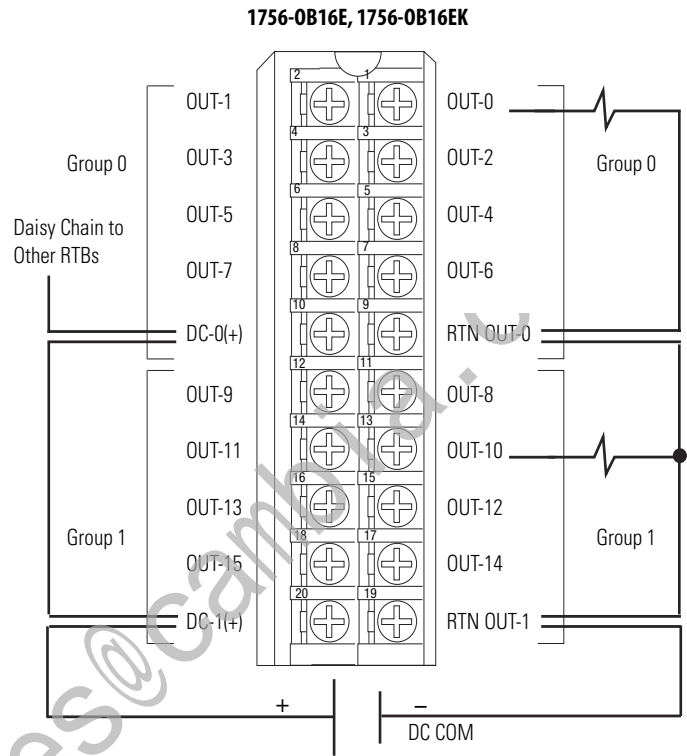 1756-OB16E, 1756-OB16EK
2 1
OUT-1 OUT-0
4 3
Group 0 OUT-3 OUT-2 Group 0
6 5
OUT-5 OUT-4
Daisy Chain to
Other RTBs
8 7
OUT-7 OUT-6
10 9
DC-0(+) RTN OUT-0
12 11
OUT-9 OUT-8
14 13
OUT-11 OUT-10
16 15
OUT-13 OUT-12
Group 1 Group 1
18 17
OUT-15 OUT-14
20 19
DC-1(+) RTN OUT-1
+ –
DC COM
es@cambia.c